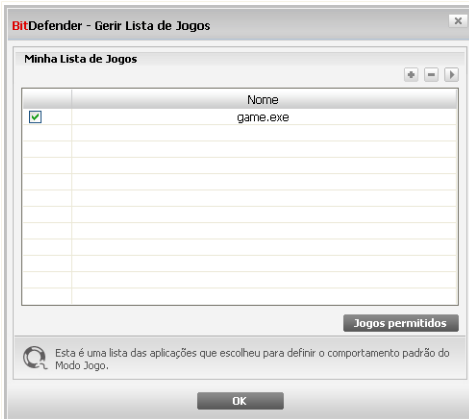 BitDefender - Gerir Lista de Jogos
Minha Lista de Jogos
Nome
game.exe
Jogos permitidos
Esta é uma lista das aplicações que escolheu para definir o comportamento padrão do
Modo Jogo.
OK